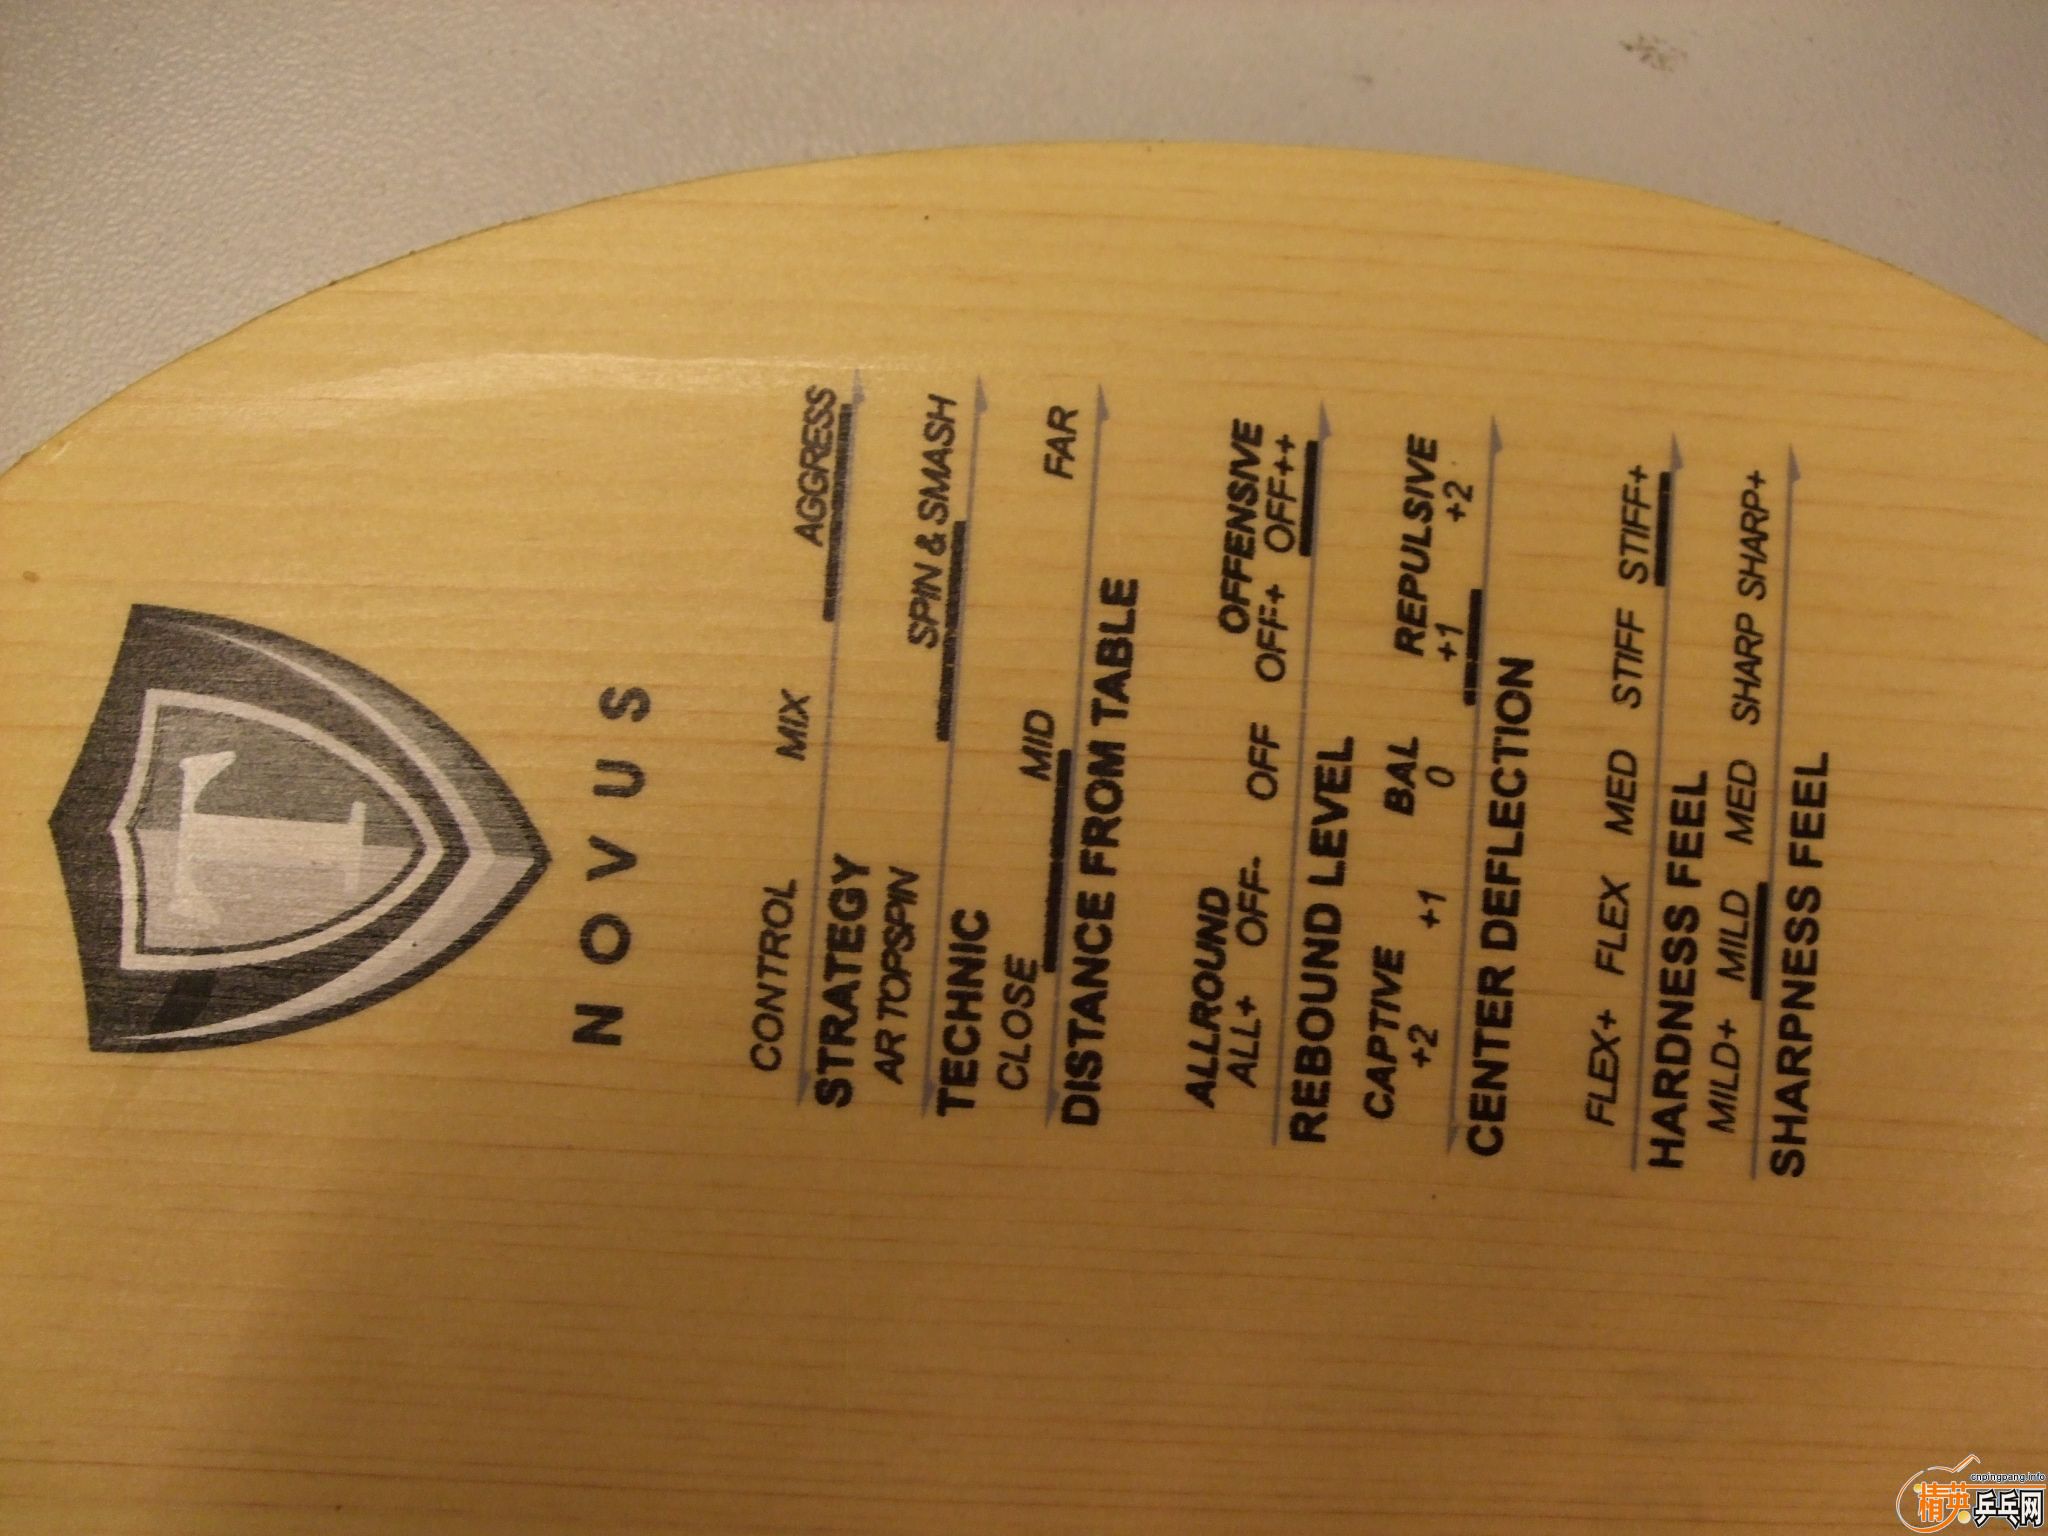 I
N O V U S
CONTROL MIX AGGRESS
STRATEGY
AR TOPSPIN SPIN & SMASH
TECHNIC
CLOSE MID FAR
DISTANCE FROM TABLE
ALLROUND OFFENSIVE
ALL+ OFF- OFF OFF+ OFF++
REBOUND LEVEL
CAPTIVE BAL REPULSIVE
+2 +1 0 +1 +2
CENTER DEFLECTION
FLEX+ FLEX MED STIFF STIFF+
HARDNESS FEEL
MILD+ MILD MED SHARP SHARP+
SHARPNESS FEEL
cnpingpang.info
精英乒乓网